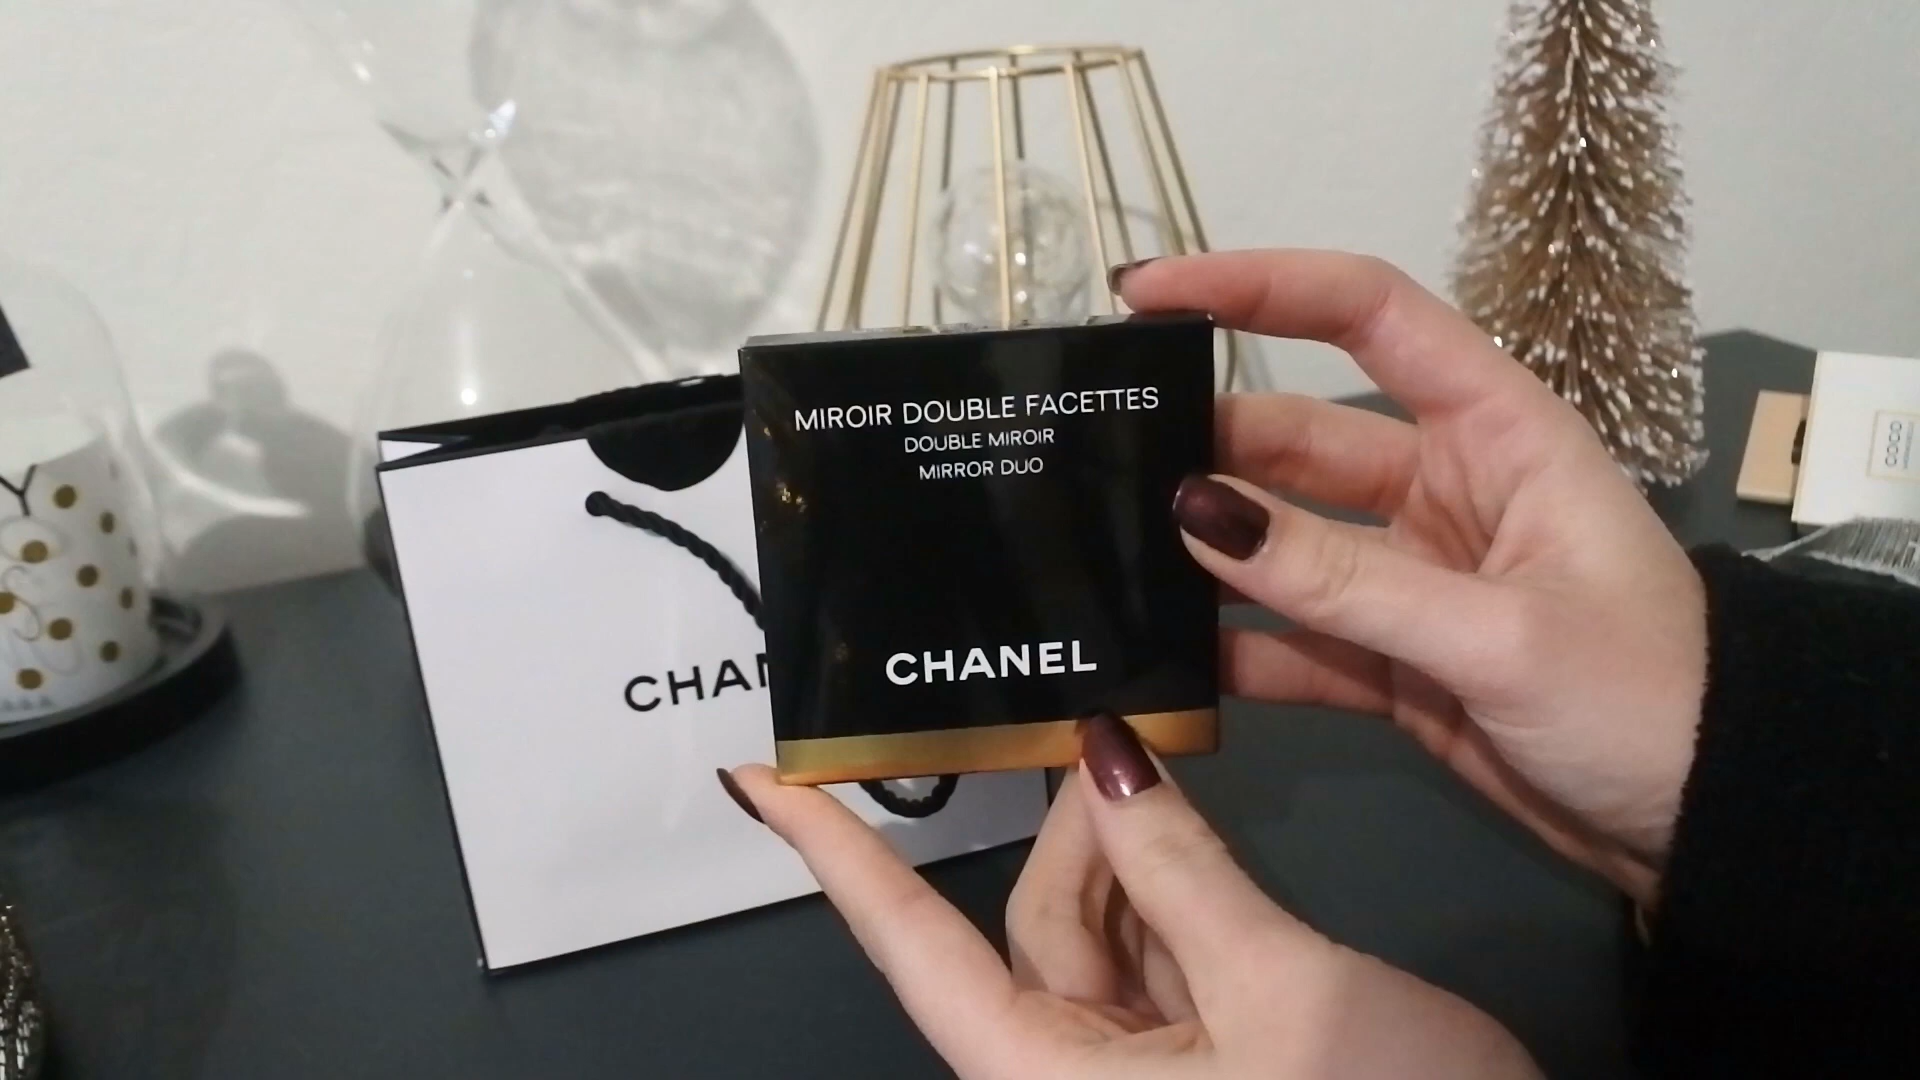 MIROIR DOUBLE FACETTES
DOUBLE MIROIR
MIRROR DUO
CHANEL
CHAN
COCO